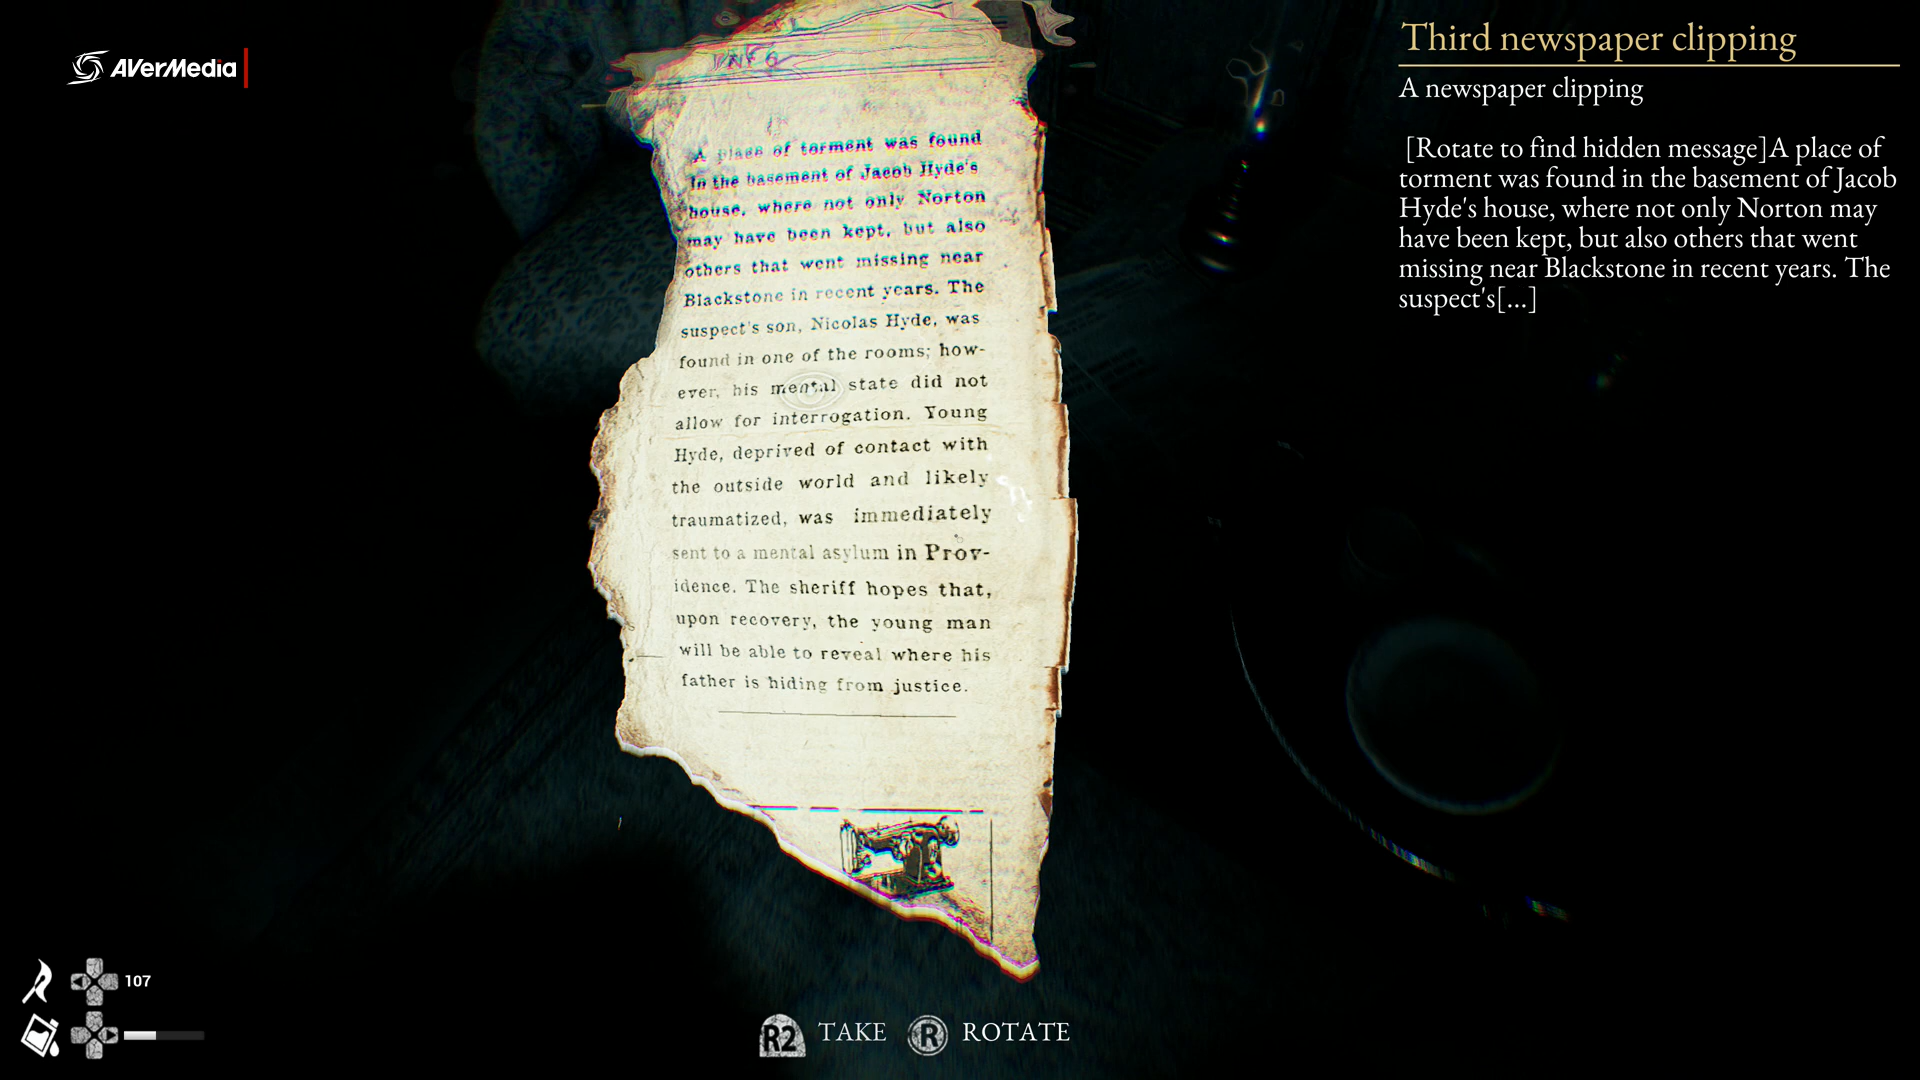 AVerMedia
A place of torment was found
in the basement of Jacob Hyde's
house, where not only Norton
may have been kept, but also
others that went missing near
Blackstone in recent years. The
suspect's son, Nicolas Hyde, was
found in one of the rooms; how-
ever, his mental state did not
allow for interrogation. Young
Hyde, deprived of contact with
the outside world and likely
traumatized, was immediately
sent to a mental asylum in Prov-
idence. The sheriff hopes that,
upon recovery, the young man
will be able to reveal where his
father is hiding from justice.
Third newspaper clipping
A newspaper clipping
[Rotate to find hidden message]A place of
torment was found in the basement of Jacob
Hyde's house, where not only Norton may
have been kept, but also others that went
missing near Blackstone in recent years. The
suspect's[...]
107
R2 TAKE R ROTATE